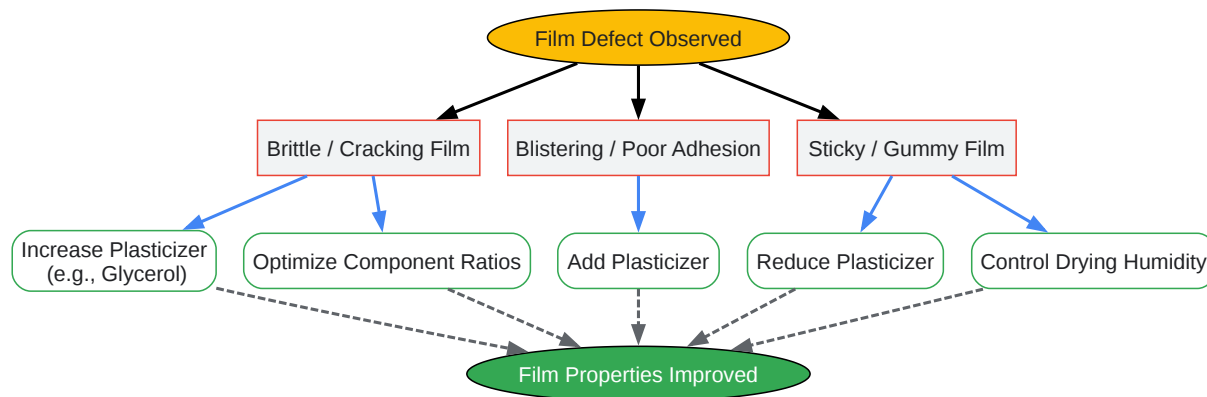 Film Defect Observed
Brittle / Cracking Film
Blistering / Poor Adhesion
Sticky / Gummy Film
Increase Plasticizer
(e.g., Glycerol)
Optimize Component Ratios
Add Plasticizer
Reduce Plasticizer
Control Drying Humidity
Film Properties Improved